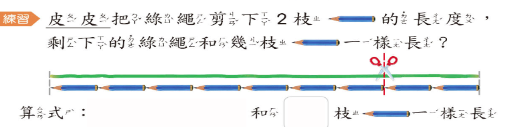 練習 皮皮把綠繩剪下2枝的長度，
剩下的綠繩和幾枝一樣長？
算式： 和 枝一樣長